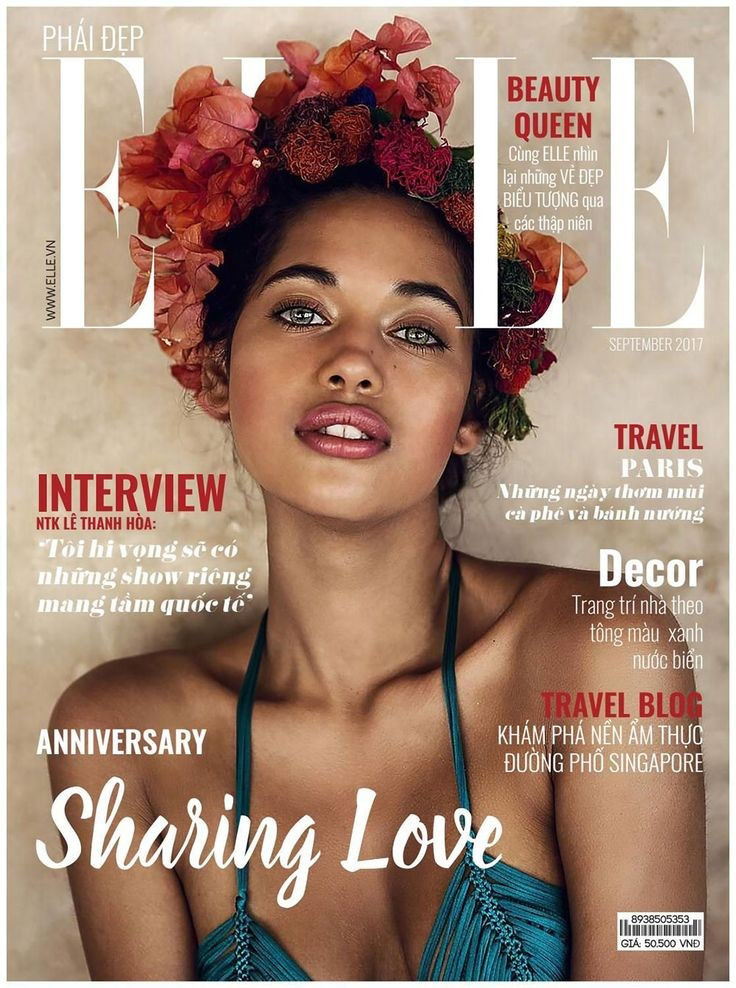 PHÁI ĐẸP
ELLE
WWW.ELLE.VN
BEAUTY
QUEEN
Cùng ELLE nhìn
lại những VẺ ĐẸP
BIỂU TƯỢNG qua
các thập niên
SEPTEMBER 2017
TRAVEL
PARIS
Những ngày thơm mùi
cà phê và bánh nướng
INTERVIEW
NTK LÊ THANH HÒA:
"Tôi hi vọng sẽ có
những show riêng
mang tầm quốc tế"
Decor
Trang trí nhà theo
tông màu xanh
nước biển
TRAVEL BLOG
KHÁM PHÁ NỀN ẨM THỰC
ĐƯỜNG PHỐ SINGAPORE
ANNIVERSARY
Sharing Love
8938505353
GIÁ: 50.500 VNĐ